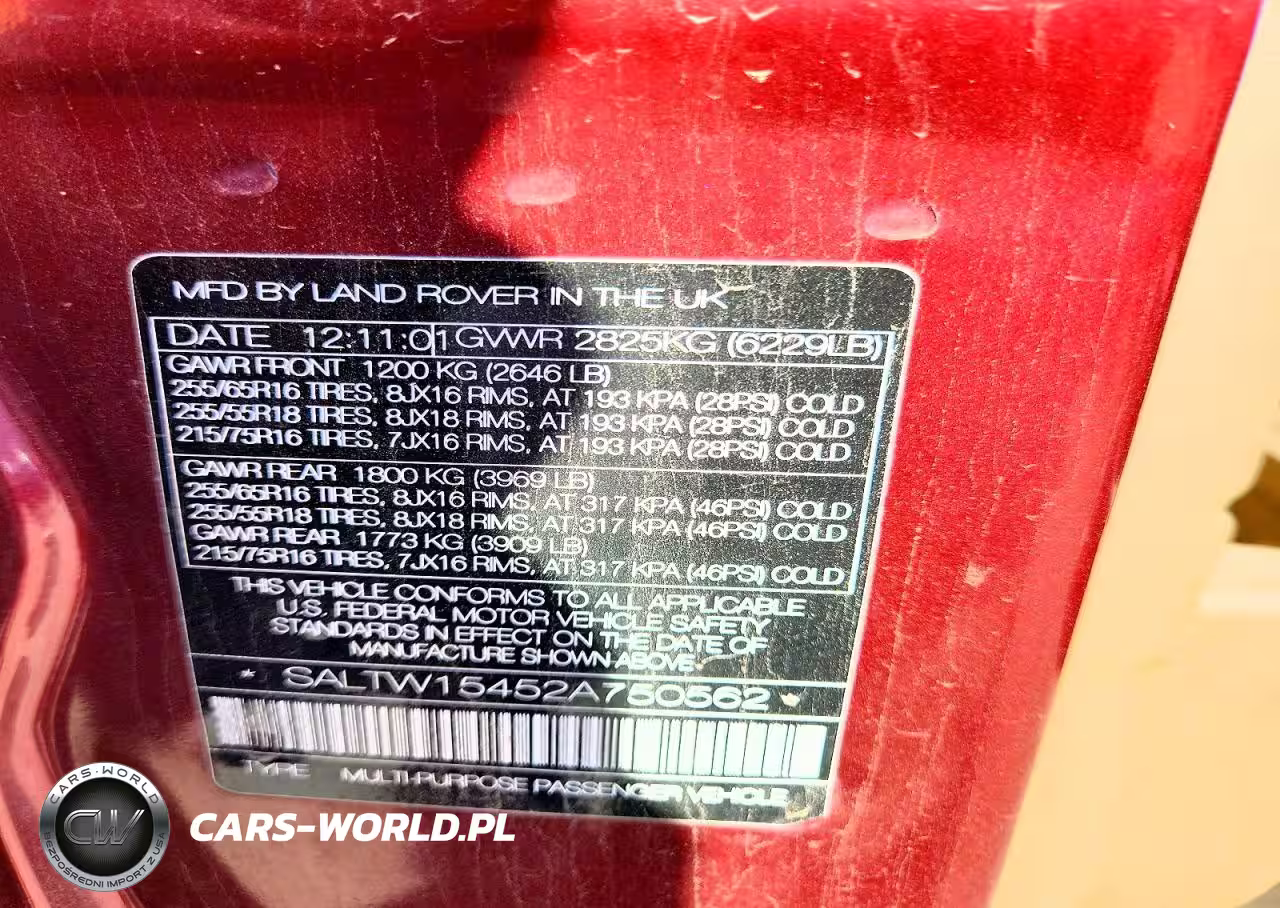 MFD BY LAND ROVER IN THE UK
DATE 12:11:01 GVWR 2825KG (6229LB)
GAWR FRONT 1200 KG (2646 LB)
255/65R16 TIRES, 8JX16 RIMS, AT 193 KPA (28PSI) COLD
255/55R18 TIRES, 8JX18 RIMS, AT 193 KPA (28PSI) COLD
215/75R16 TIRES, 7JX16 RIMS, AT 193 KPA (28PSI) COLD
GAWR REAR 1800 KG (3969 LB)
255/65R16 TIRES, 8JX16 RIMS, AT 317 KPA (46PSI) COLD
255/55R18 TIRES, 8JX18 RIMS, AT 317 KPA (46PSI) COLD
GAWR REAR 1773 KG (3909 LB)
215/75R16 TIRES, 7JX16 RIMS, AT 317 KPA (46PSI) COLD
THIS VEHICLE CONFORMS TO ALL APPLICABLE
U.S. FEDERAL MOTOR VEHICLE SAFETY
STANDARDS IN EFFECT ON THE DATE OF
MANUFACTURE SHOWN ABOVE.
* SALTW15452A750562 *
TYPE MULTI-PURPOSE PASSENGER VEHICLE
CARS-WORLD
CW
BEZPOŚREDNI IMPORT Z USA
CARS-WORLD.PL